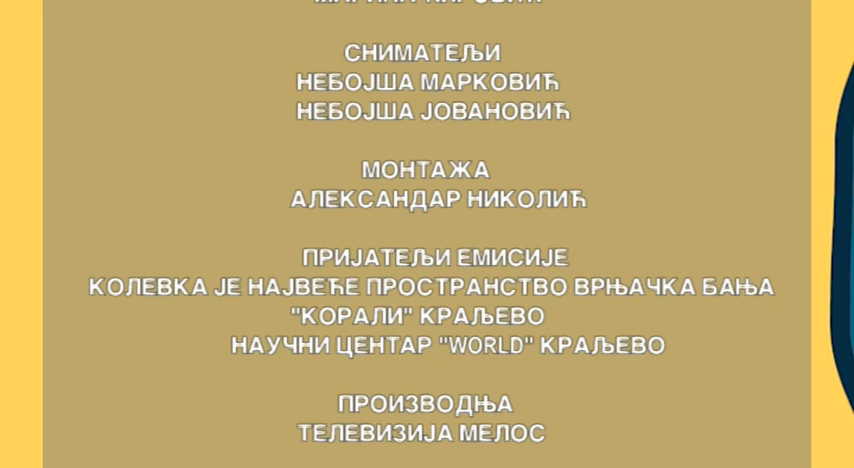 СНИМАТЕЉИ
НЕБОЈША МАРКОВИЋ
НЕБОЈША ЈОВАНОВИЋ
МОНТАЖА
АЛЕКСАНДАР НИКОЛИЋ
ПРИЈАТЕЉИ ЕМИСИЈЕ
КОЛЕВКА ЈЕ НАЈВЕЋЕ ПРОСТРАНСТВО ВРЊАЧКА БАЊА
"КОРАЛИ" КРАЉЕВО
НАУЧНИ ЦЕНТАР "WORLD" КРАЉЕВО
ПРОИЗВОДЊА
ТЕЛЕВИЗИЈА МЕЛОС